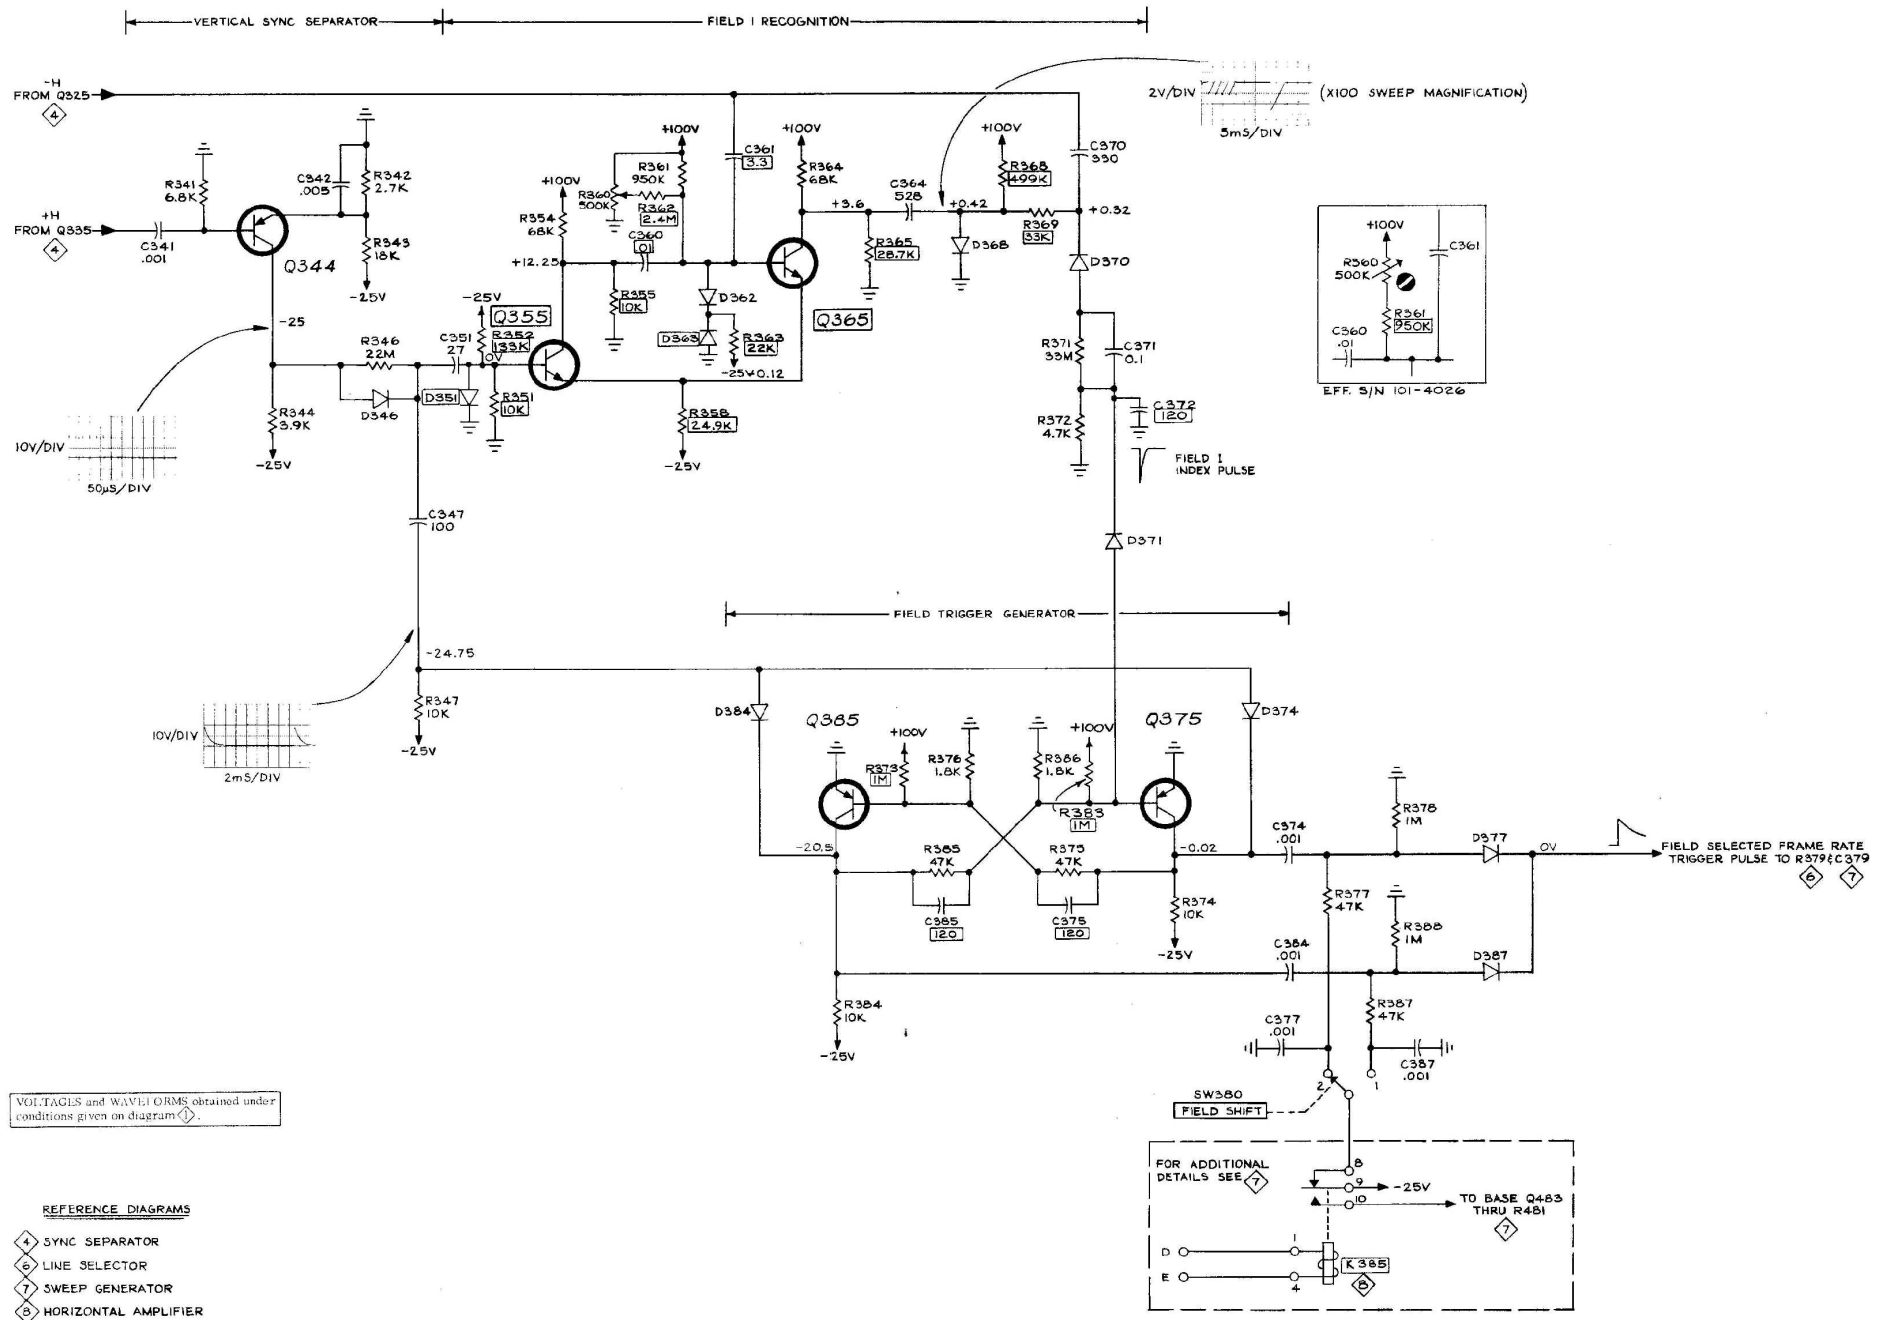 VERTICAL SYNC SEPARATOR
FIELD I RECOGNITION
-H
FROM Q325
4
2V/DIV
(X100 SWEEP MAGNIFICATION)
5mS/DIV
R341
6.8K
C342
.005
R342
2.7K
+H
FROM Q335
4
C341
.001
Q344
R343
18K
-25V
+100V
R354
68K
R360
500K
+100V
R361
950K
R362
2.4M
C360
.01
C361
3.3
+100V
R364
68K
+3.6
C364
528
+0.42
+100V
R368
499K
R369
33K
C370
330
+0.32
+12.25
R355
10K
D362
D363
R363
22K
-25V
-0.12
Q365
R365
28.7K
D368
D370
+100V
R360
500K
C361
R361
950K
C360
.01
EFF. S/N 101-4026
-25
-25V
Q355
R352
133K
0V
R346
22M
C351
27
D346
D351
R351
10K
R344
3.9K
-25V
R358
24.9K
-25V
R371
33M
C371
0.1
R372
4.7K
C372
120
FIELD I
INDEX PULSE
10V/DIV
50µS/DIV
C347
100
D371
FIELD TRIGGER GENERATOR
-24.75
R347
10K
-25V
10V/DIV
2mS/DIV
D384
Q385
+100V
R373
1M
R376
1.8K
R386
1.8K
+100V
R383
1M
Q375
D374
-20.5
R385
47K
C385
120
R375
47K
C375
120
-0.02
R374
10K
-25V
C374
.001
R378
1M
D377
0V
FIELD SELECTED FRAME RATE
TRIGGER PULSE TO R379 & C379
6
7
R377
47K
R388
1M
C384
.001
D387
R384
10K
-25V
R387
47K
C377
.001
C387
.001
2
1
SW380
FIELD SHIFT
VOLTAGES and WAVEFORMS obtained under
conditions given on diagram 1.
FOR ADDITIONAL
DETAILS SEE 7
8
9
-25V
10
TO BASE Q483
THRU R481
7
D
1
E
4
K385
8
REFERENCE DIAGRAMS
4 SYNC SEPARATOR
6 LINE SELECTOR
7 SWEEP GENERATOR
8 HORIZONTAL AMPLIFIER